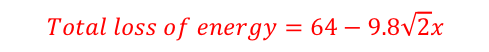 Total loss of energy = 64 − 9.8√2x